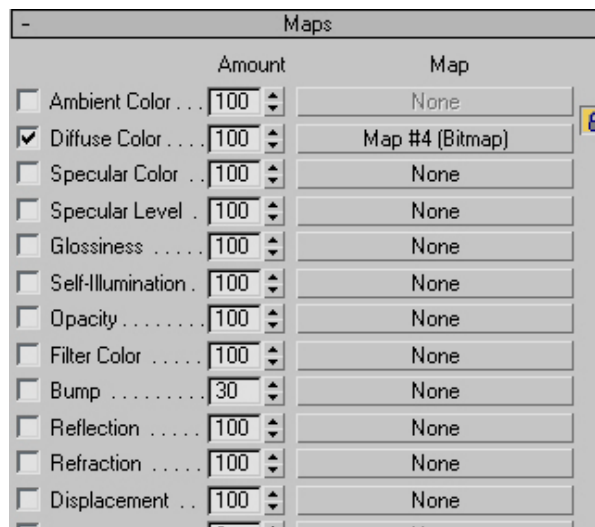 - Maps
Amount Map
Ambient Color . . . 100 None
Diffuse Color . . . . 100 Map #4 (Bitmap)
Specular Color . . 100 None
Specular Level . 100 None
Glossiness . . . . . 100 None
Self-Illumination . 100 None
Opacity . . . . . . . . 100 None
Filter Color . . . . . 100 None
Bump . . . . . . . . . 30 None
Reflection . . . . . 100 None
Refraction . . . . . 100 None
Displacement . . 100 None